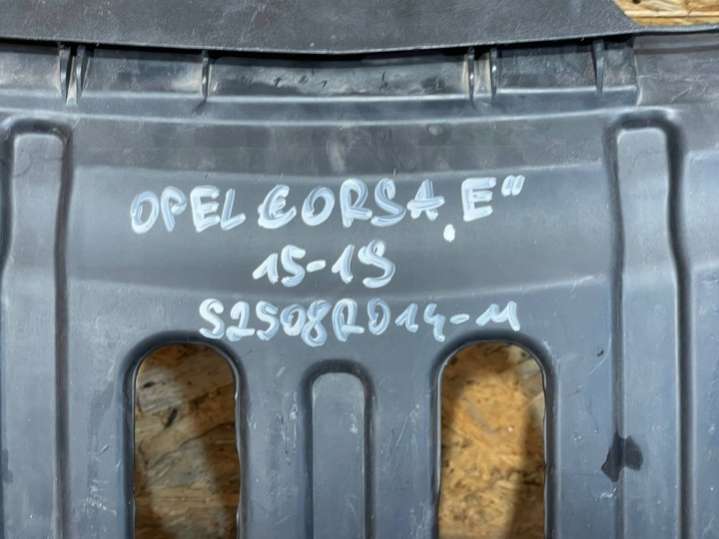 OPEL CORSA „E"
15-19
S2508R014-M